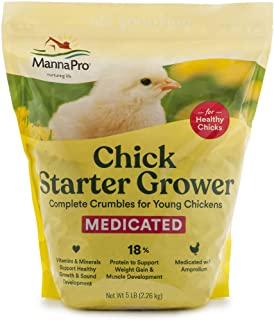 MannaPro
nurturing life
for
Healthy
Chicks
Chick
Starter Grower
Complete Crumbles for Young Chickens
MEDICATED
Vitamins & Minerals
Support Healthy
Growth & Sound
Development
18%
Protein to Support
Weight Gain &
Muscle Development
Medicated with
Amprolium
Net Wt 5 LB (2.26 kg)